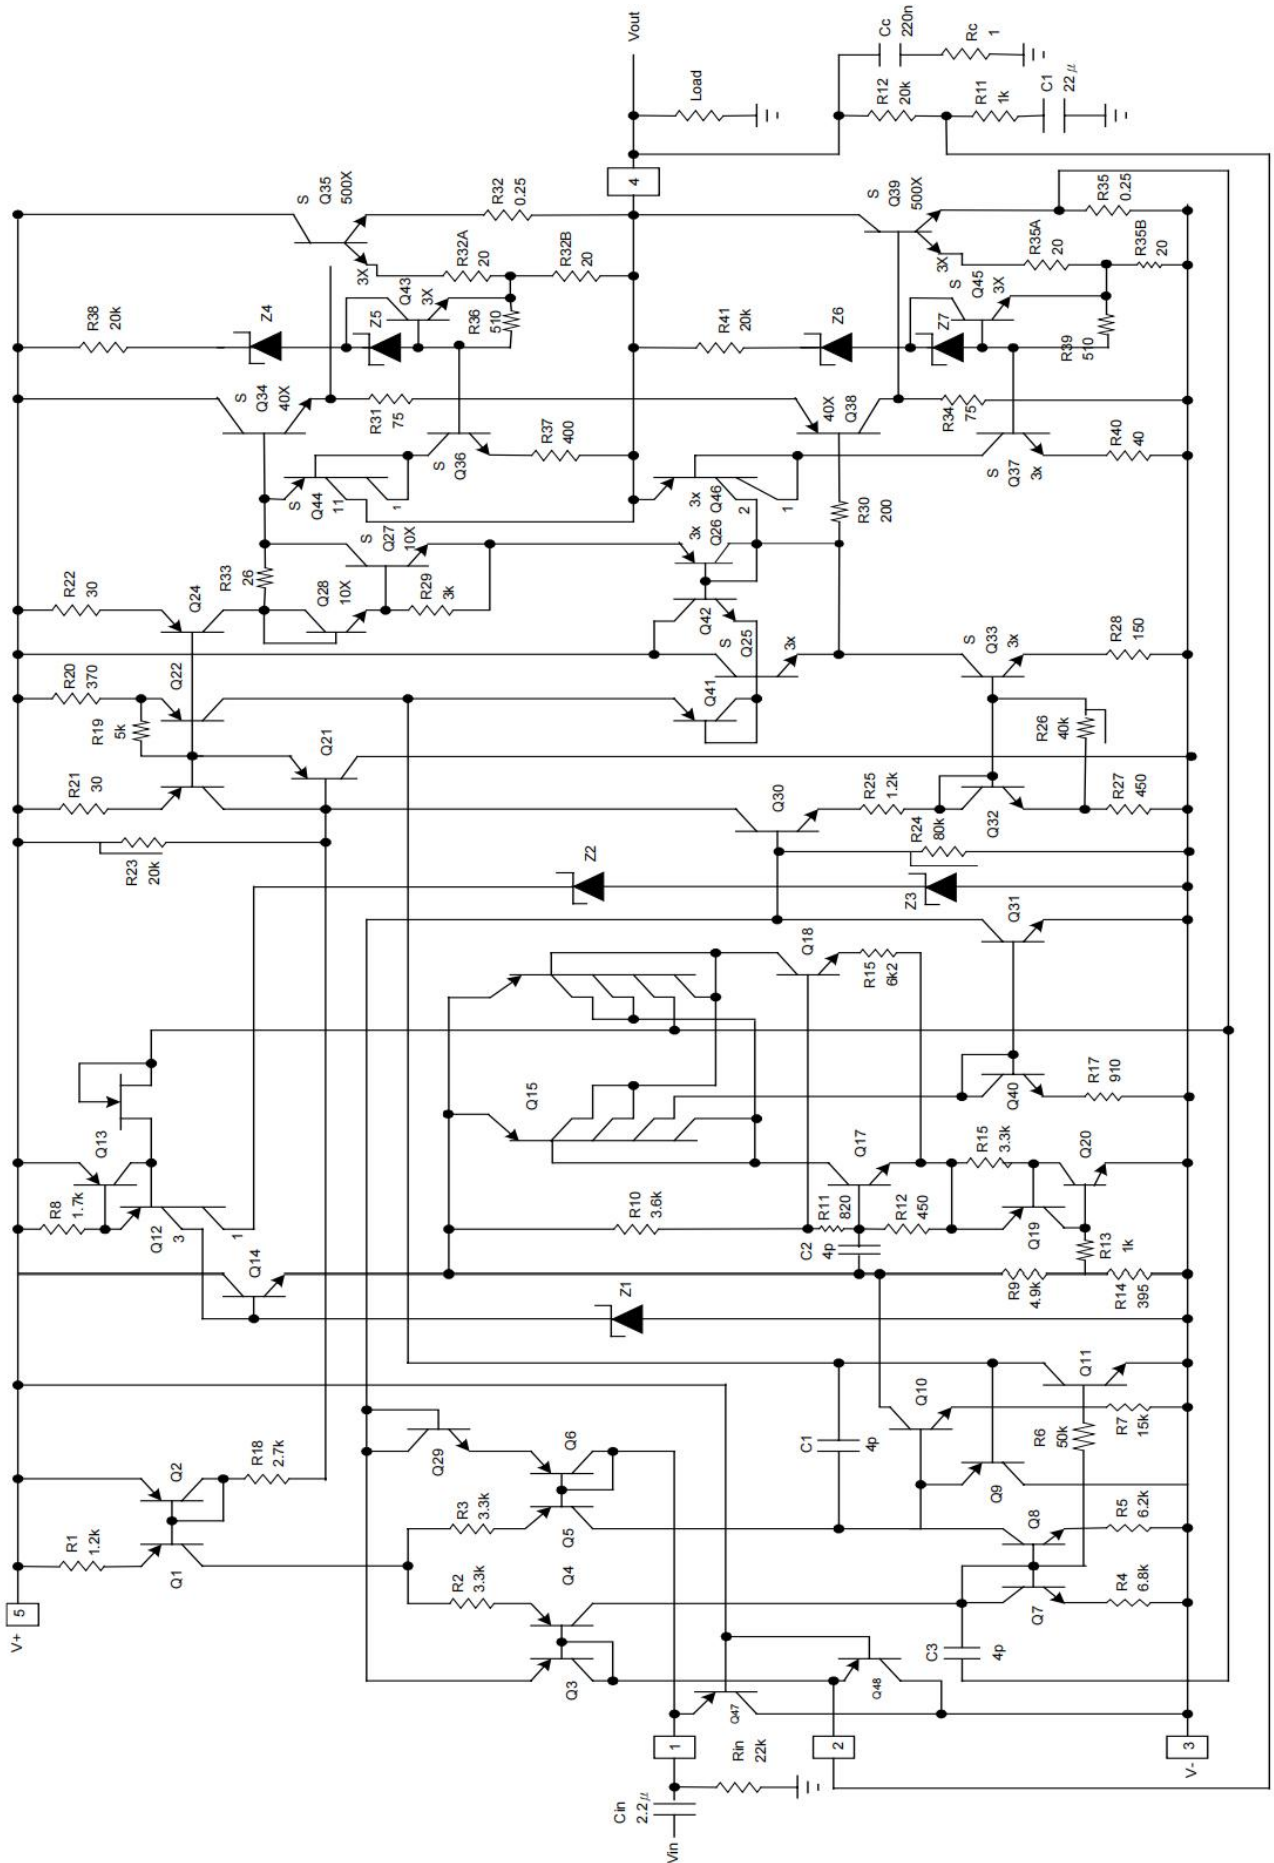 V+
5
R1
1.2k
Q1
Q2
R18
2.7k
R2
3.3k
R3
3.3k
Q3
Q4
Q5
Q6
Q29
Vin
Cin
2.2μ
1
Rin
22k
Q47
2
Q48
C3
4p
C1
4p
Q7
Q8
Q9
Q10
Q11
R4
6.8k
R5
6.2k
R6
50k
R7
15k
3
V-
R8
1.7k
Q12
3
1
Q13
Q14
Z1
R10
3.6k
Q15
C2
4p
R11
820
R12
450
Q17
Q18
R15
6k2
R9
4.9k
R14
395
R13
1k
Q19
R15
3.3k
Q20
Q40
R17
910
Q31
Z2
Z3
R23
20k
R21
30
R19
5k
R20
370
Q22
Q21
R22
30
Q24
Q30
R25
1.2k
R24
80k
Q32
R27
450
R26
40k
Q33
S
3x
R28
150
Q41
Q25
S
3x
Q42
Q26
3x
R33
26
Q28
10X
Q27
S
10X
R29
3k
R30
200
Q44
S
11
1
Q46
3x
2
1
Q34
S
40X
R31
75
Q36
S
R37
400
Q38
40X
R34
75
Q37
S
3x
R40
40
R38
20k
Z4
Z5
Q43
3X
R36
510
R41
20k
Z6
Z7
Q45
S
3X
R39
510
Q35
S
500X
3X
R32A
20
R32B
20
R32
0.25
Q39
S
500X
3X
R35A
20
R35B
20
R35
0.25
4
Vout
Load
R12
20k
R11
1k
C1
22μ
Cc
220n
Rc
1